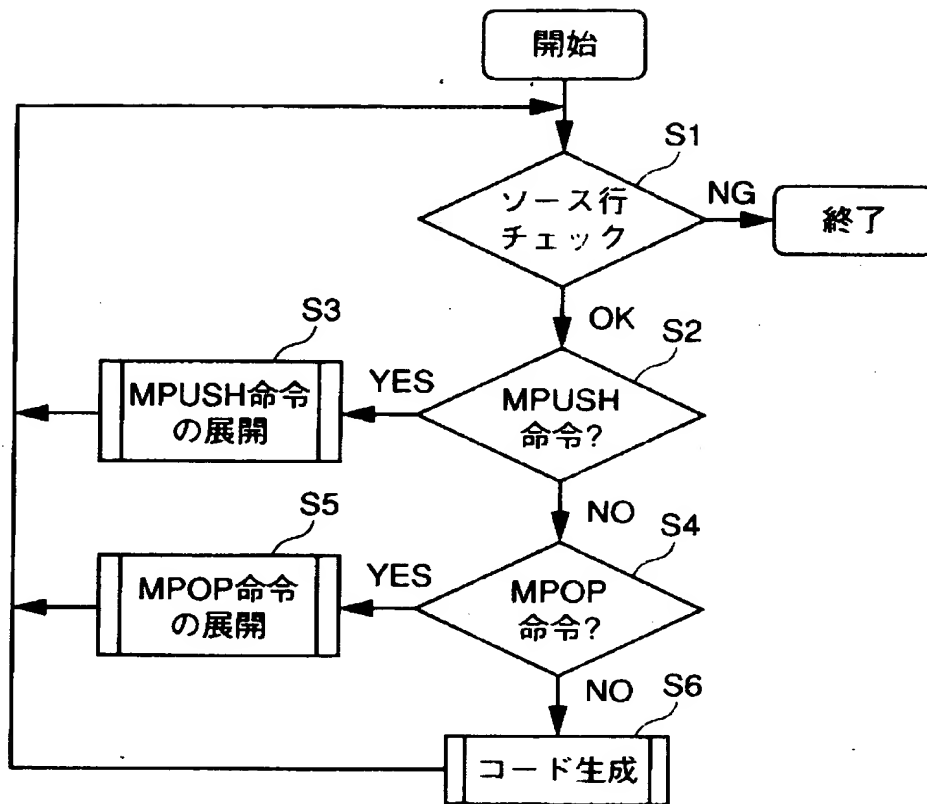 開始
S1
ソース行
チェック
NG
終了
OK
S3
S2
MPUSH命令
の展開
YES
MPUSH
命令?
NO
S5
S4
MPOP命令
の展開
YES
MPOP
命令?
NO
S6
コード生成